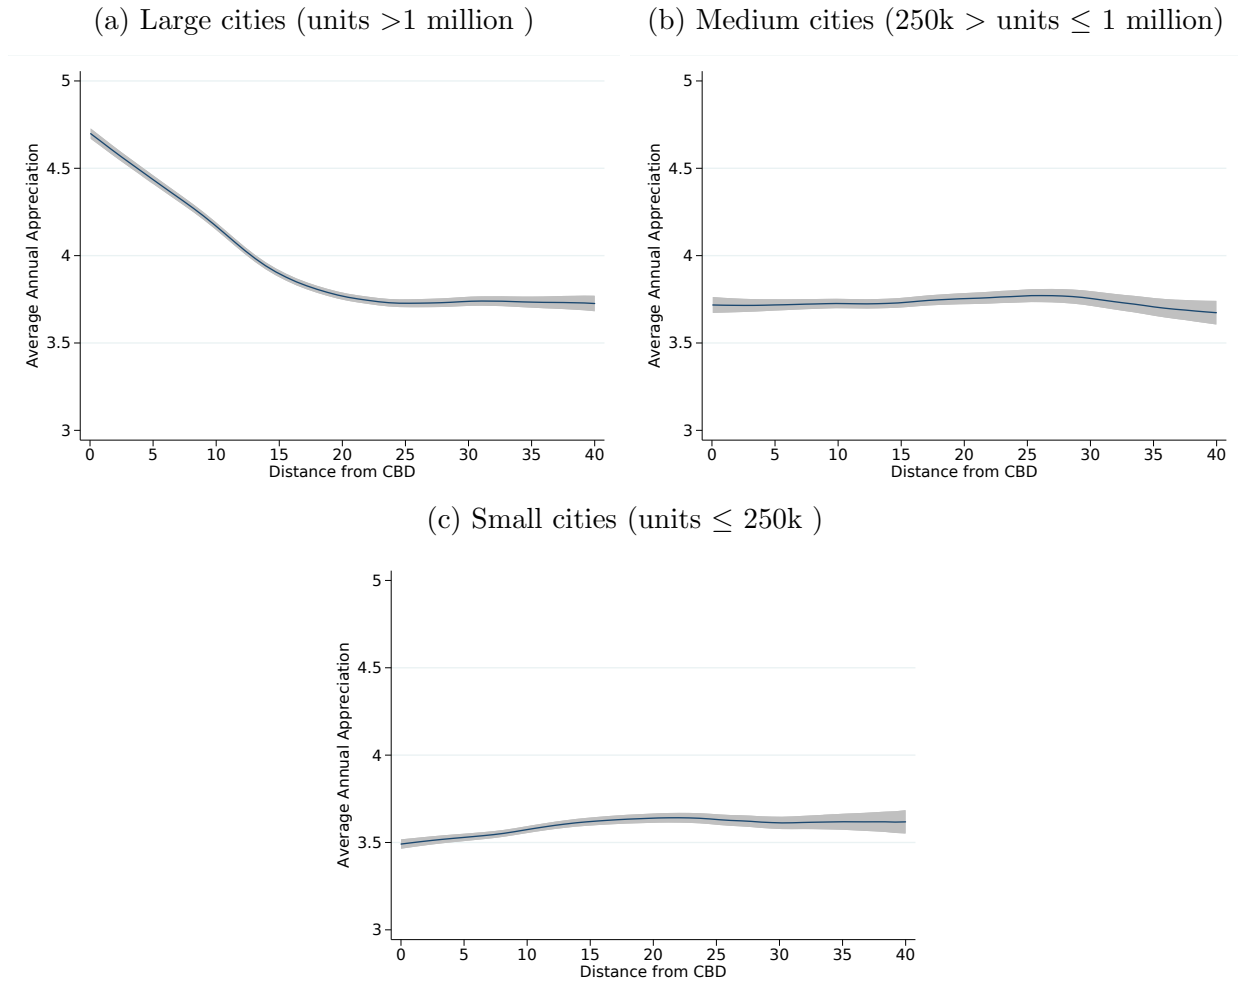 (a) Large cities (units >1 million )
(b) Medium cities (250k > units ≤ 1 million)
5
4.5
4
3.5
3
Average Annual Appreciation
0 5 10 15 20 25 30 35 40
Distance from CBD
5
4.5
4
3.5
3
Average Annual Appreciation
0 5 10 15 20 25 30 35 40
Distance from CBD
(c) Small cities (units ≤ 250k )
5
4.5
4
3.5
3
Average Annual Appreciation
0 5 10 15 20 25 30 35 40
Distance from CBD